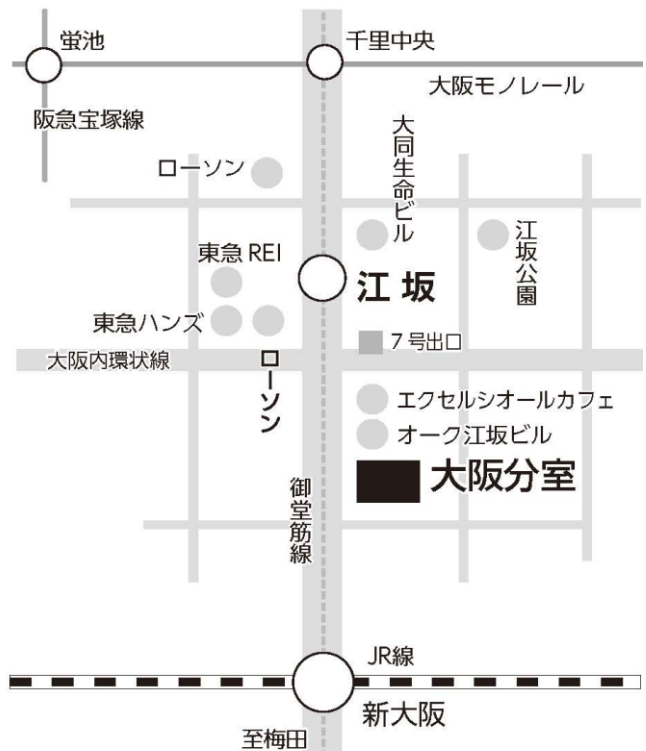 蛍池
千里中央
大阪モノレール
阪急宝塚線
大同生命ビル
ローソン
江坂公園
東急 REI
江坂
東急ハンズ
7号出口
大阪内環状線
ローソン
エクセルシオールカフェ
オーク江坂ビル
大阪分室
御堂筋線
JR線
新大阪
至梅田